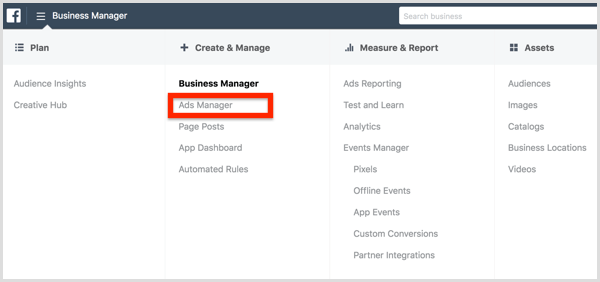 f
Business Manager
Search business
Plan
Audience Insights
Creative Hub
Create & Manage
Business Manager
Ads Manager
Page Posts
App Dashboard
Automated Rules
Measure & Report
Ads Reporting
Test and Learn
Analytics
Events Manager
Pixels
Offline Events
App Events
Custom Conversions
Partner Integrations
Assets
Audiences
Images
Catalogs
Business Locations
Videos